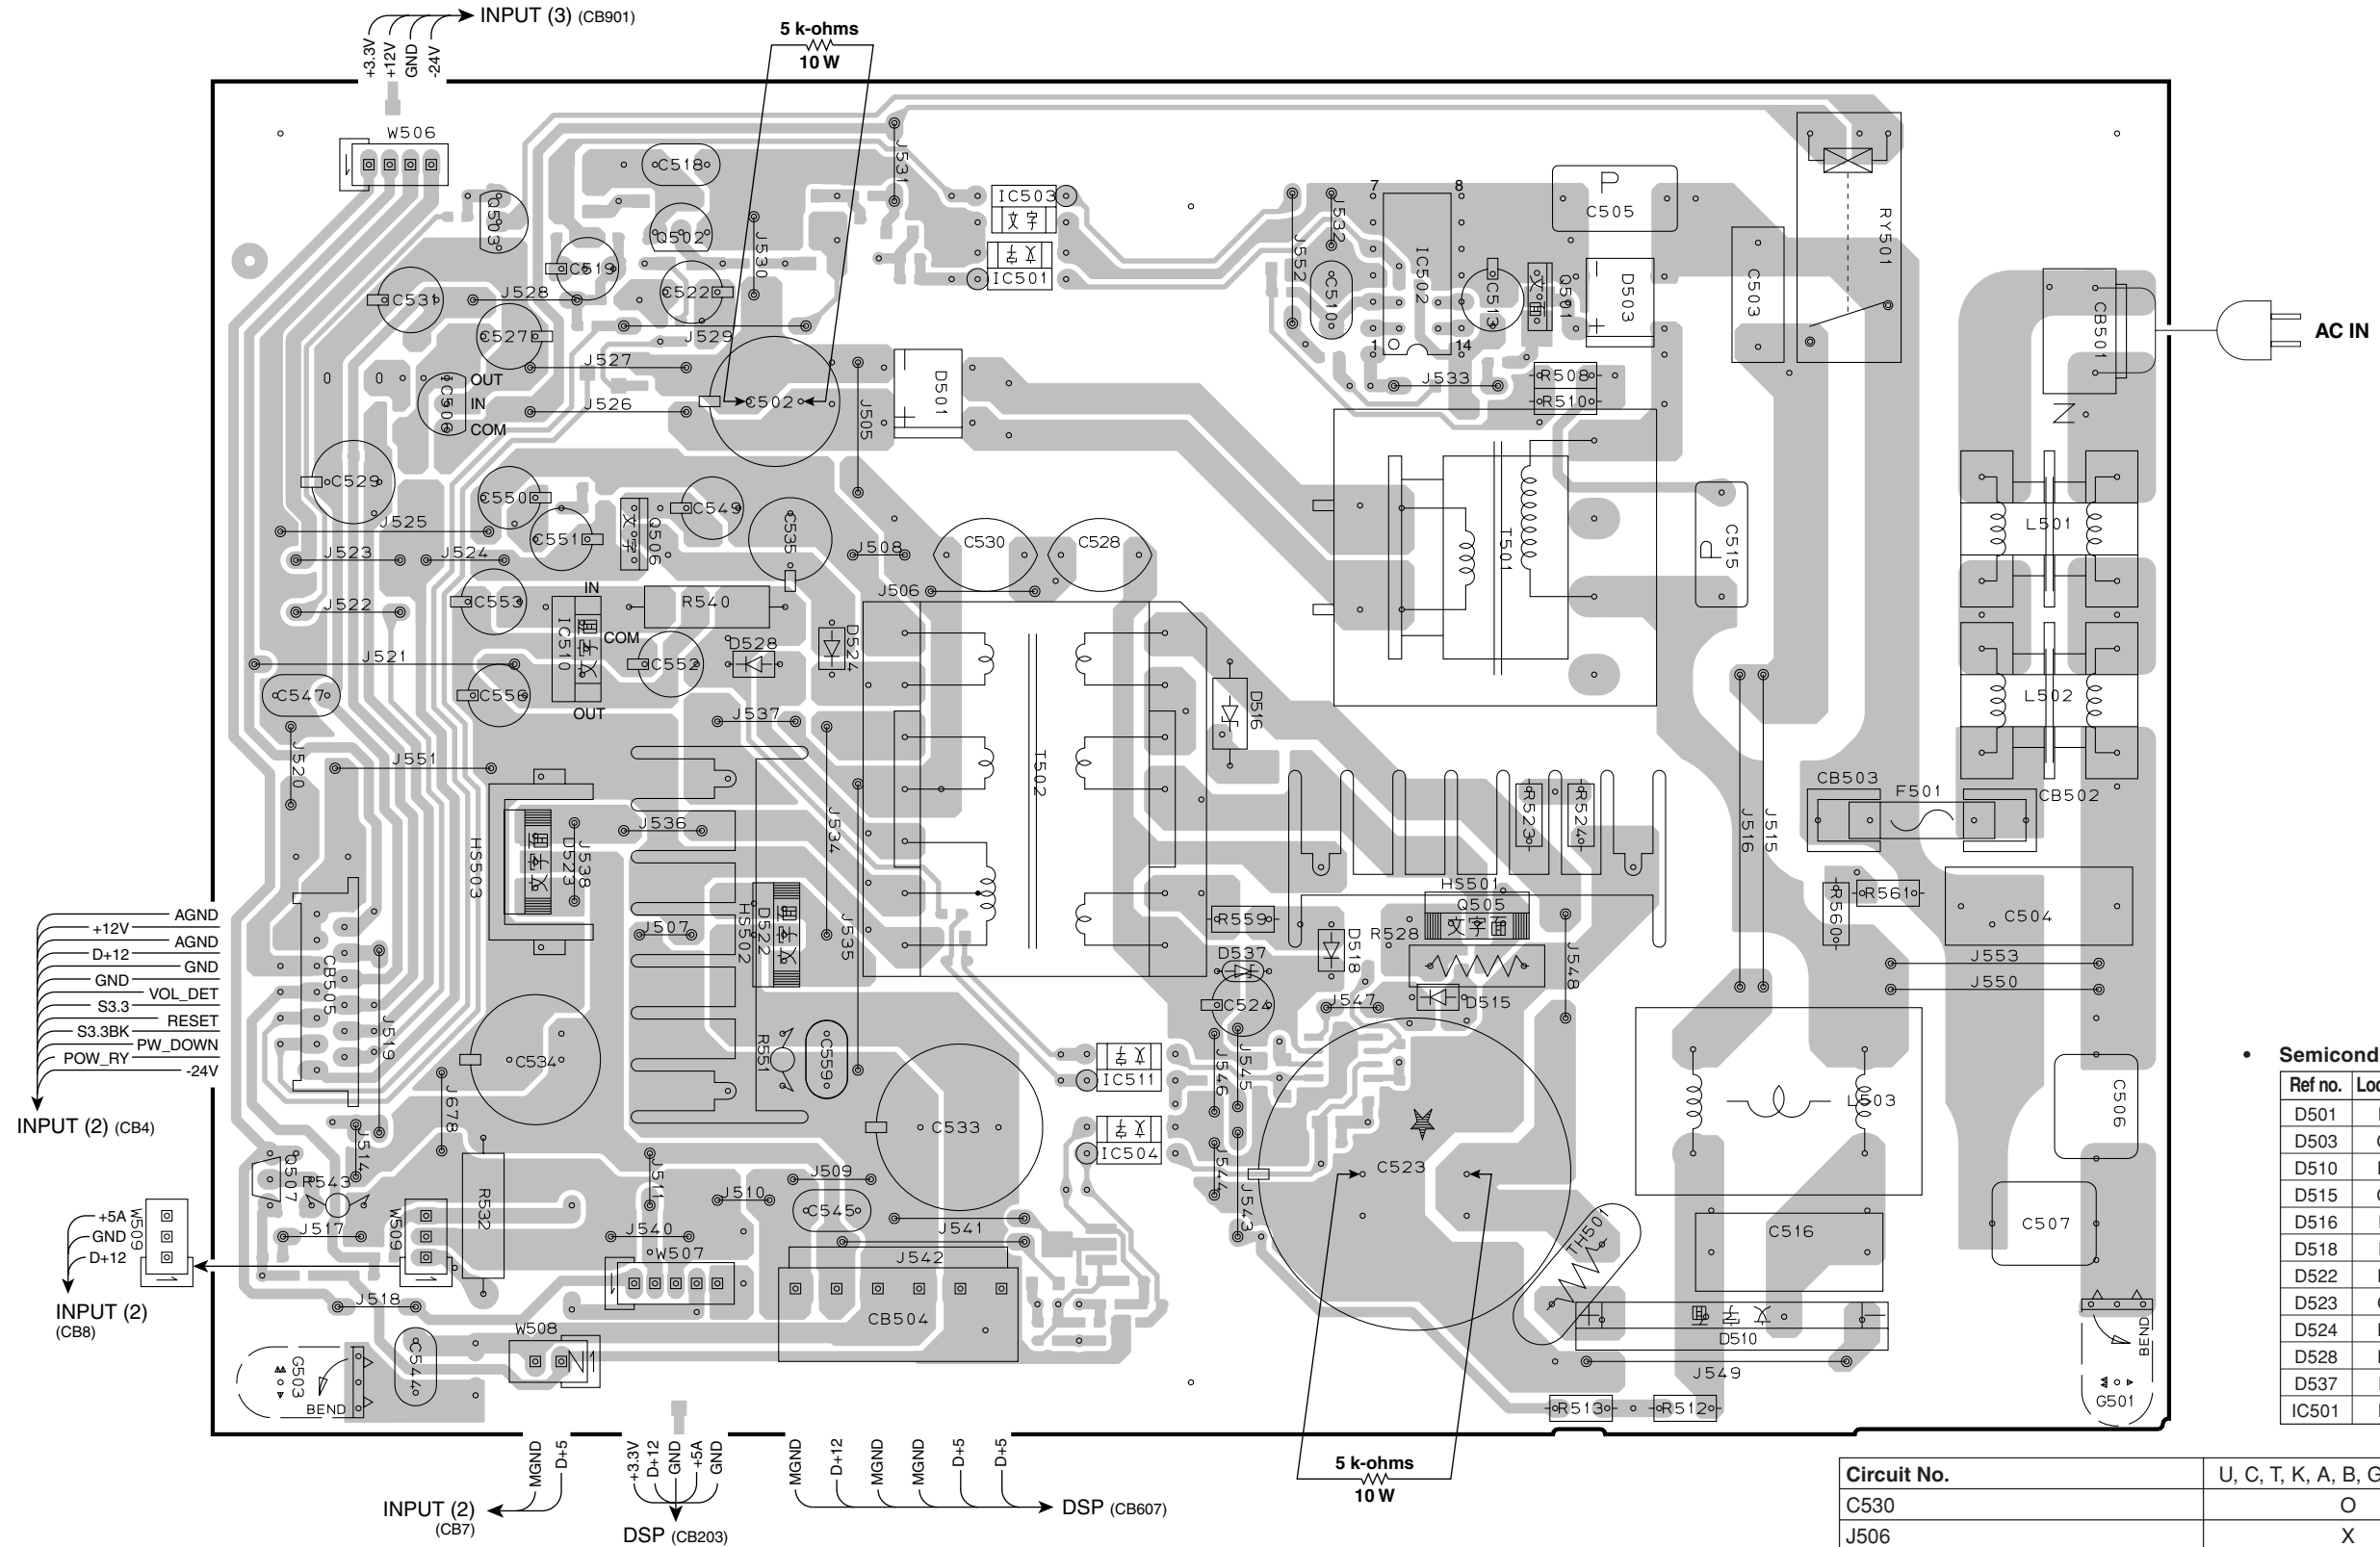 INPUT (3) (CB901)
+3.3V
+12V
GND
-24V
5 k-ohms
10 W
W506
C518
J531
IC503
文字
文字
IC501
Q503
Q502
C519
J530
C522
C531
J528
C527
J529
J527
J526
C502
J505
D501
OUT
IN
COM
J552
J532
7
8
1
14
IC502
C510
C513
Q501
D503
C505
C503
RY501
CB501
AC IN
J533
R508
R510
C529
C550
J525
J523
J524
C551
Q506
C549
C535
J508
C530
C528
J506
T501
C515
L501
L502
J522
C553
IN
IC510
COM
R540
D528
D524
C552
J521
C547
C556
OUT
J537
D516
T502
J520
J551
HS503
D523
J538
J536
J534
J507
HS502
D522
J535
R523
R524
J516
J515
CB503
F501
CB502
HS501
Q505
文字面
R559
R528
D518
D537
C524
J547
D515
J548
R560
R561
C504
J553
J550
AGND
+12V
AGND
D+12
GND
GND
VOL_DET
S3.3
RESET
S3.3BK
PW_DOWN
POW_RY
-24V
INPUT (2) (CB4)
CB505
J519
C534
R551
C559
IC511
J546
J545
L503
C506
J678
J514
C533
IC504
J544
J543
C523
Q507
R543
R532
J511
J509
J510
C545
J541
W509
W509
+5A
GND
D+12
INPUT (2)
(CB8)
J517
J540
W507
J542
CB504
TH501
C516
C507
J518
D510
W508
C544
G503
BEND
J549
R513
R512
BEND
G501
MGND
D+5
INPUT (2)
(CB7)
+3.3V
D+12
GND
+5A
GND
DSP (CB203)
MGND
D+12
MGND
MGND
D+5
D+5
DSP (CB607)
5 k-ohms
10 W
• Semicond
Ref no.
D501
D503
D510
D515
D516
D518
D522
D523
D524
D528
D537
IC501
Circuit No. U, C, T, K, A, B, G
C530 O
J506 X